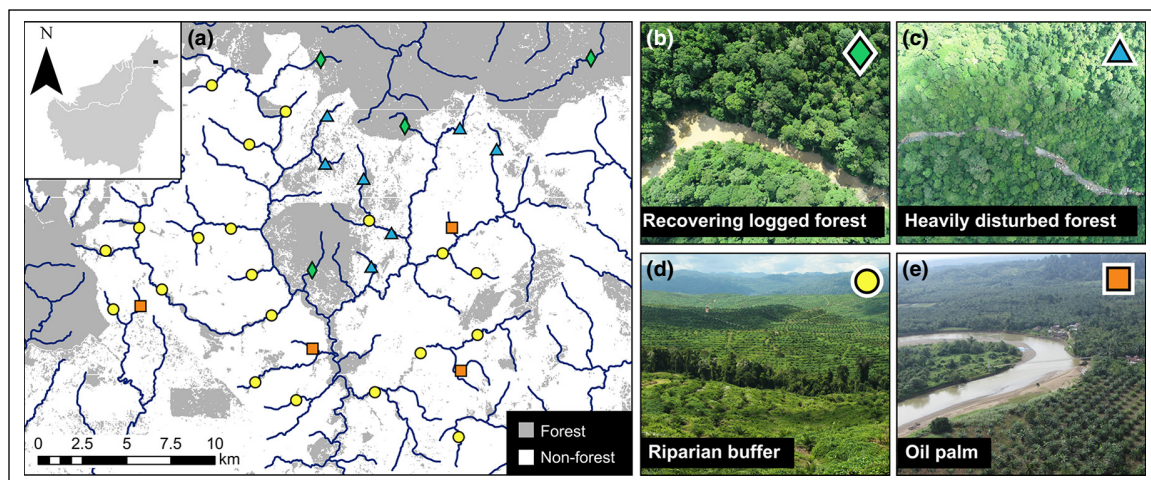 N
(a)
0 2.5 5 7.5 10
km
Forest
Non-forest
(b)
Recovering logged forest
(c)
Heavily disturbed forest
(d)
Riparian buffer
(e)
Oil palm